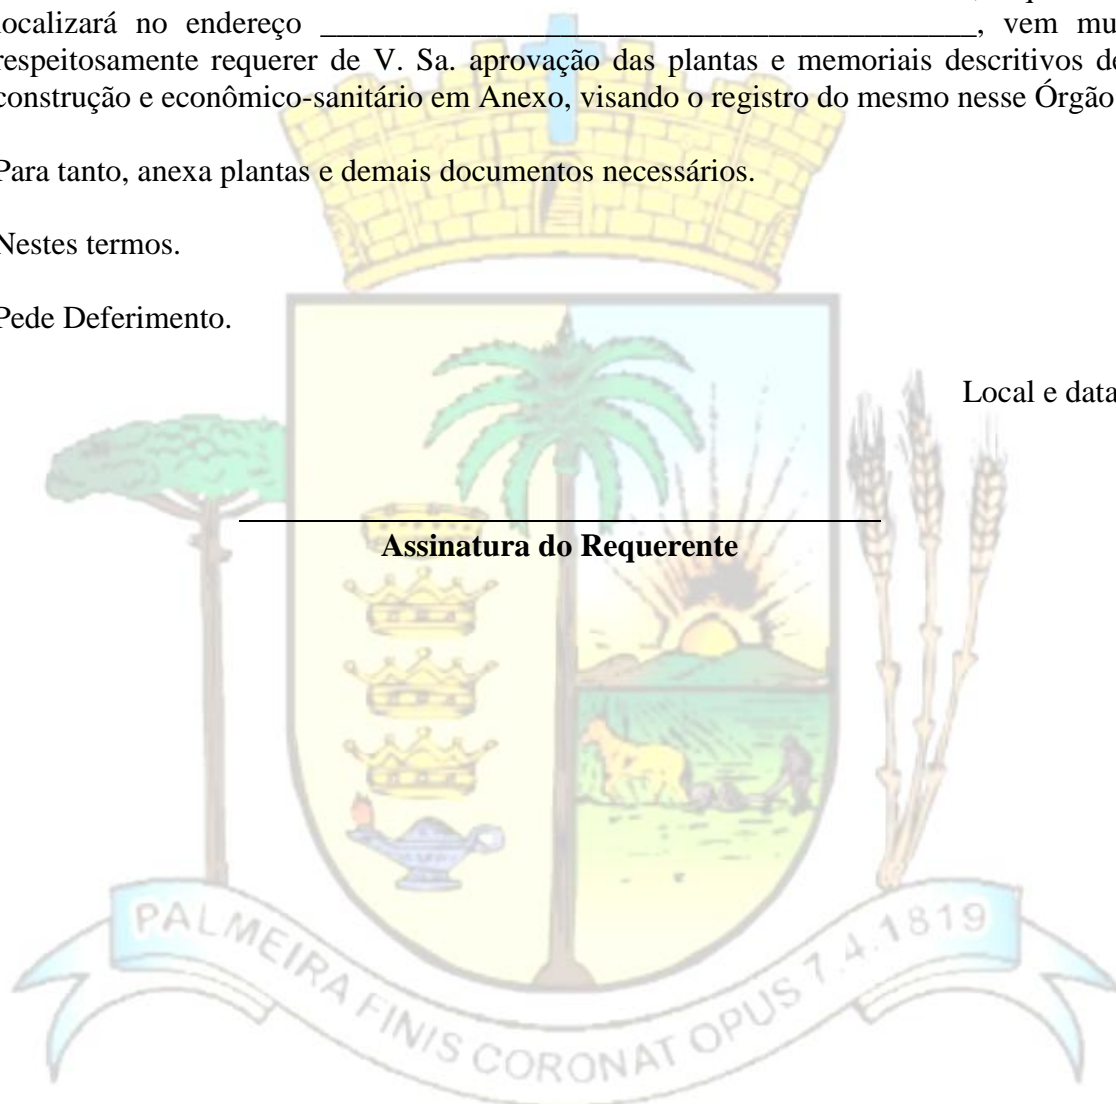 localizará no endereço _________________________________________, vem mu
respeitosamente requerer de V. Sa. aprovação das plantas e memoriais descritivos de
construção e econômico-sanitário em Anexo, visando o registro do mesmo nesse Órgão
Para tanto, anexa plantas e demais documentos necessários.
Nestes termos.
Pede Deferimento.
Local e data
Assinatura do Requerente
PALMEIRA FINIS CORONAT OPUS 7.4.1819